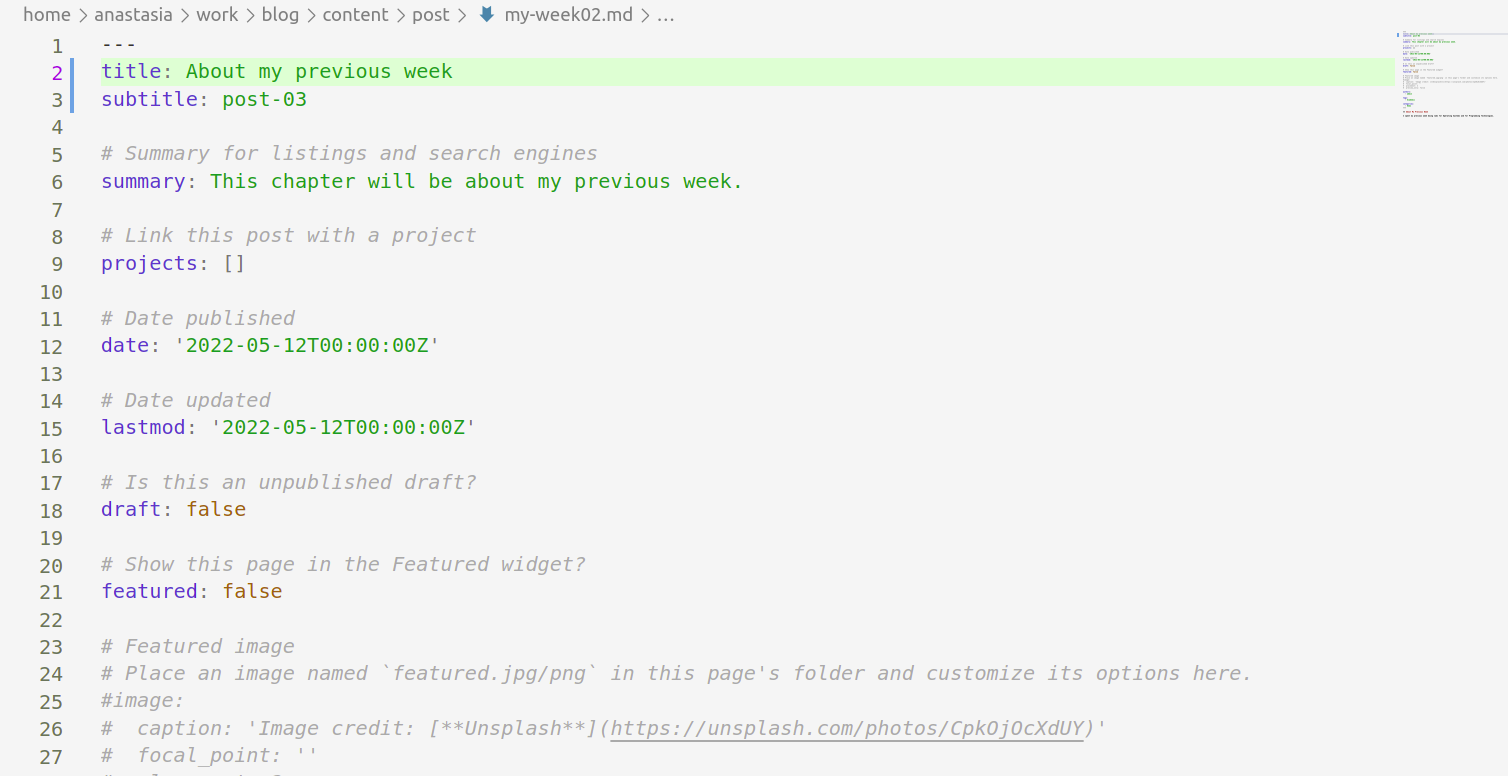 home > anastasia > work > blog > content > post > my-week02.md > ...
1 ---
2 title: About my previous week
3 subtitle: post-03
4
5 # Summary for listings and search engines
6 summary: This chapter will be about my previous week.
7
8 # Link this post with a project
9 projects: []
10
11 # Date published
12 date: '2022-05-12T00:00:00Z'
13
14 # Date updated
15 lastmod: '2022-05-12T00:00:00Z'
16
17 # Is this an unpublished draft?
18 draft: false
19
20 # Show this page in the Featured widget?
21 featured: false
22
23 # Featured image
24 # Place an image named `featured.jpg/png` in this page's folder and customize its options here.
25 #image:
26 #  caption: 'Image credit: [**Unsplash**](https://unsplash.com/photos/CpkOjOcXdUY)'
27 #  focal_point: ''